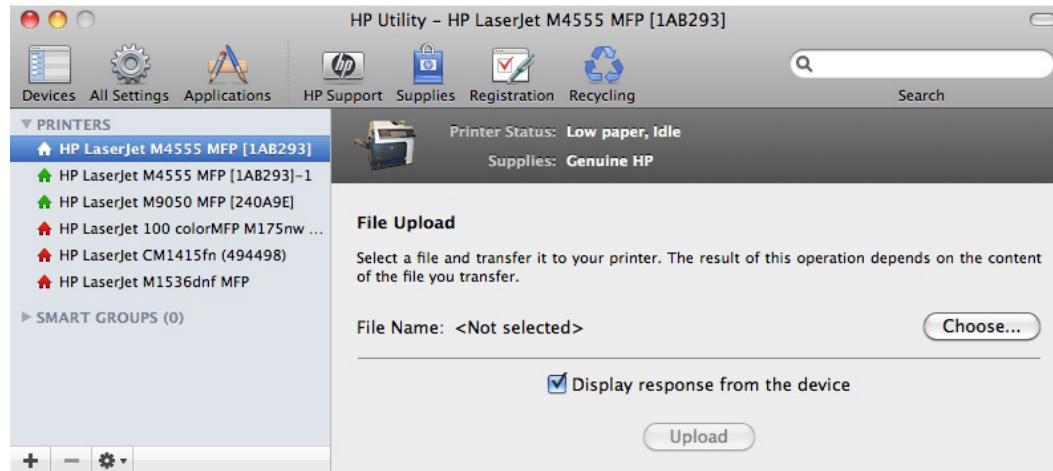 HP Utility – HP LaserJet M4555 MFP [1AB293]
Devices All Settings Applications HP Support Supplies Registration Recycling Search
PRINTERS
HP LaserJet M4555 MFP [1AB293]
HP LaserJet M4555 MFP [1AB293]-1
HP LaserJet M9050 MFP [240A9E]
HP LaserJet 100 colorMFP M175nw ...
HP LaserJet CM1415fn (494498)
HP LaserJet M1536dnf MFP
SMART GROUPS (0)
Printer Status: Low paper, Idle
Supplies: Genuine HP
File Upload
Select a file and transfer it to your printer. The result of this operation depends on the content
of the file you transfer.
File Name: <Not selected>
Choose...
Display response from the device
Upload